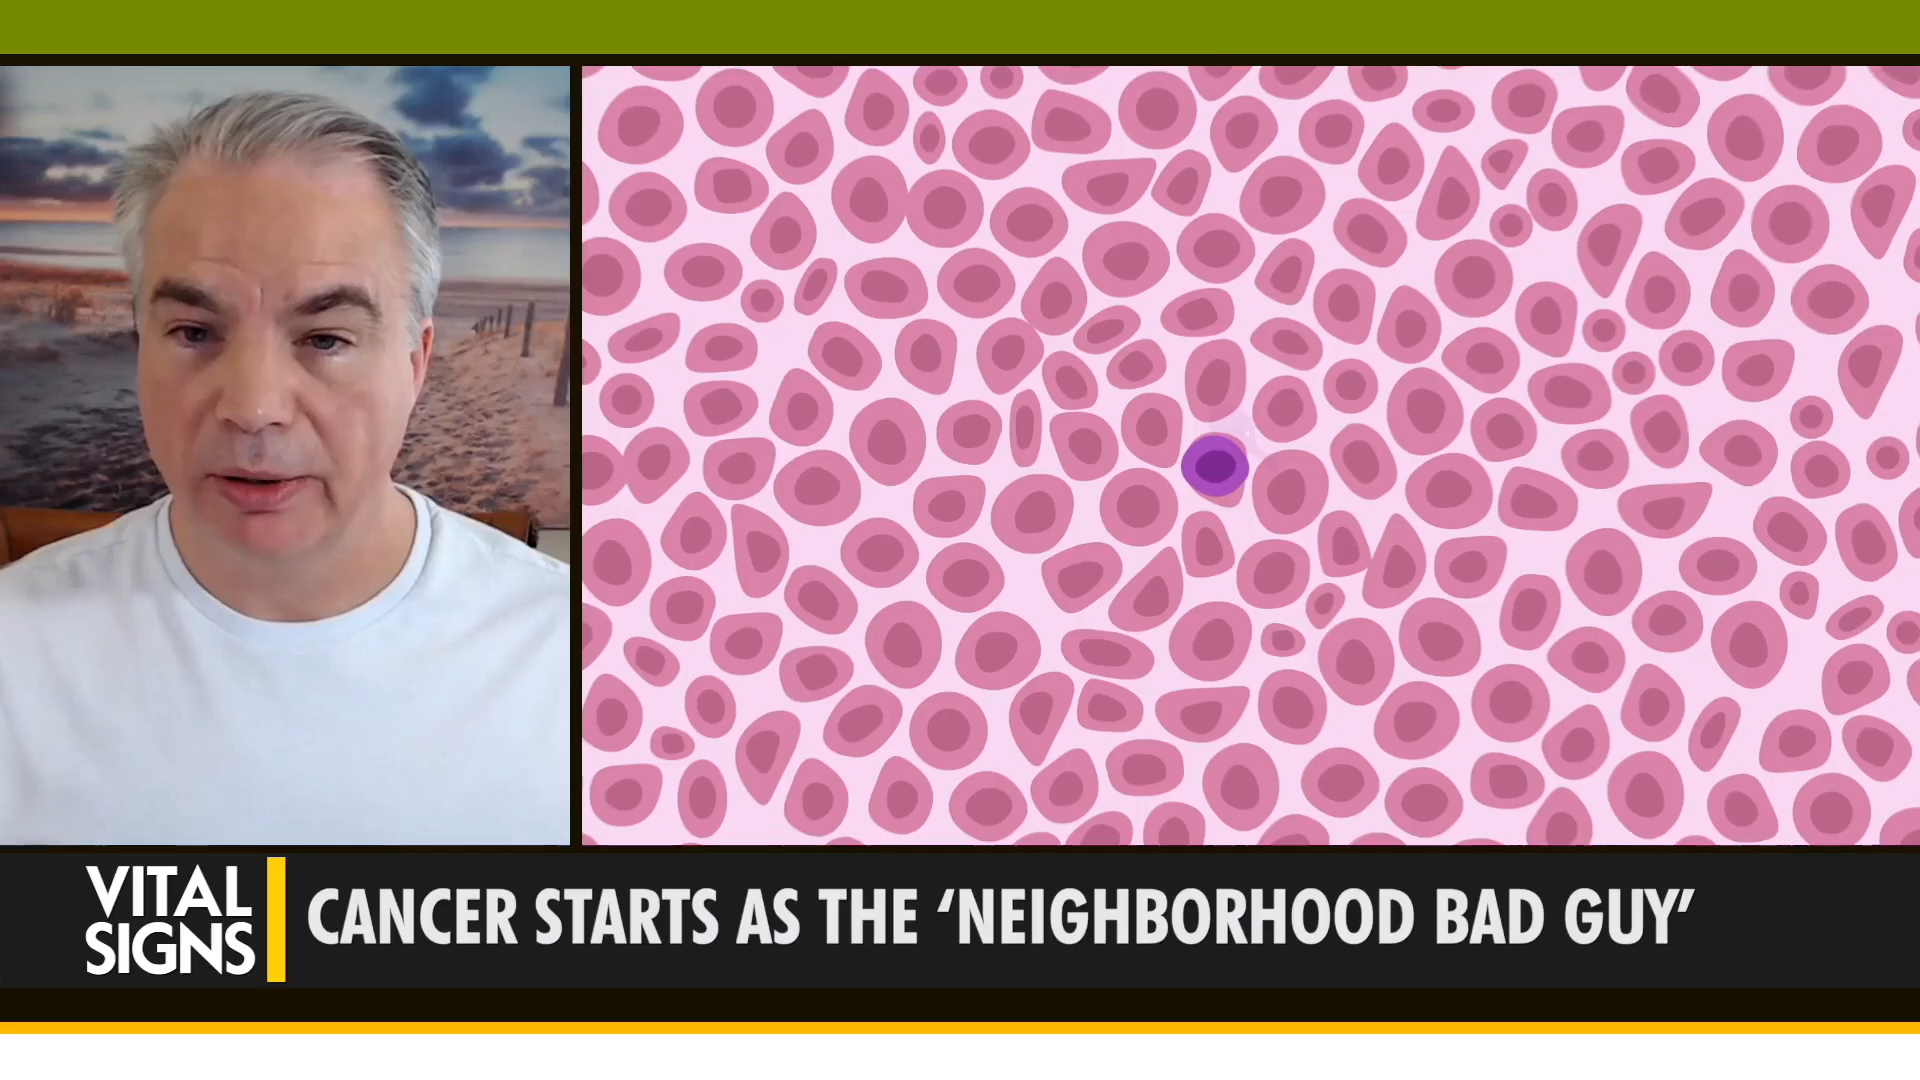 VITAL
SIGNS
CANCER STARTS AS THE ‘NEIGHBORHOOD BAD GUY’